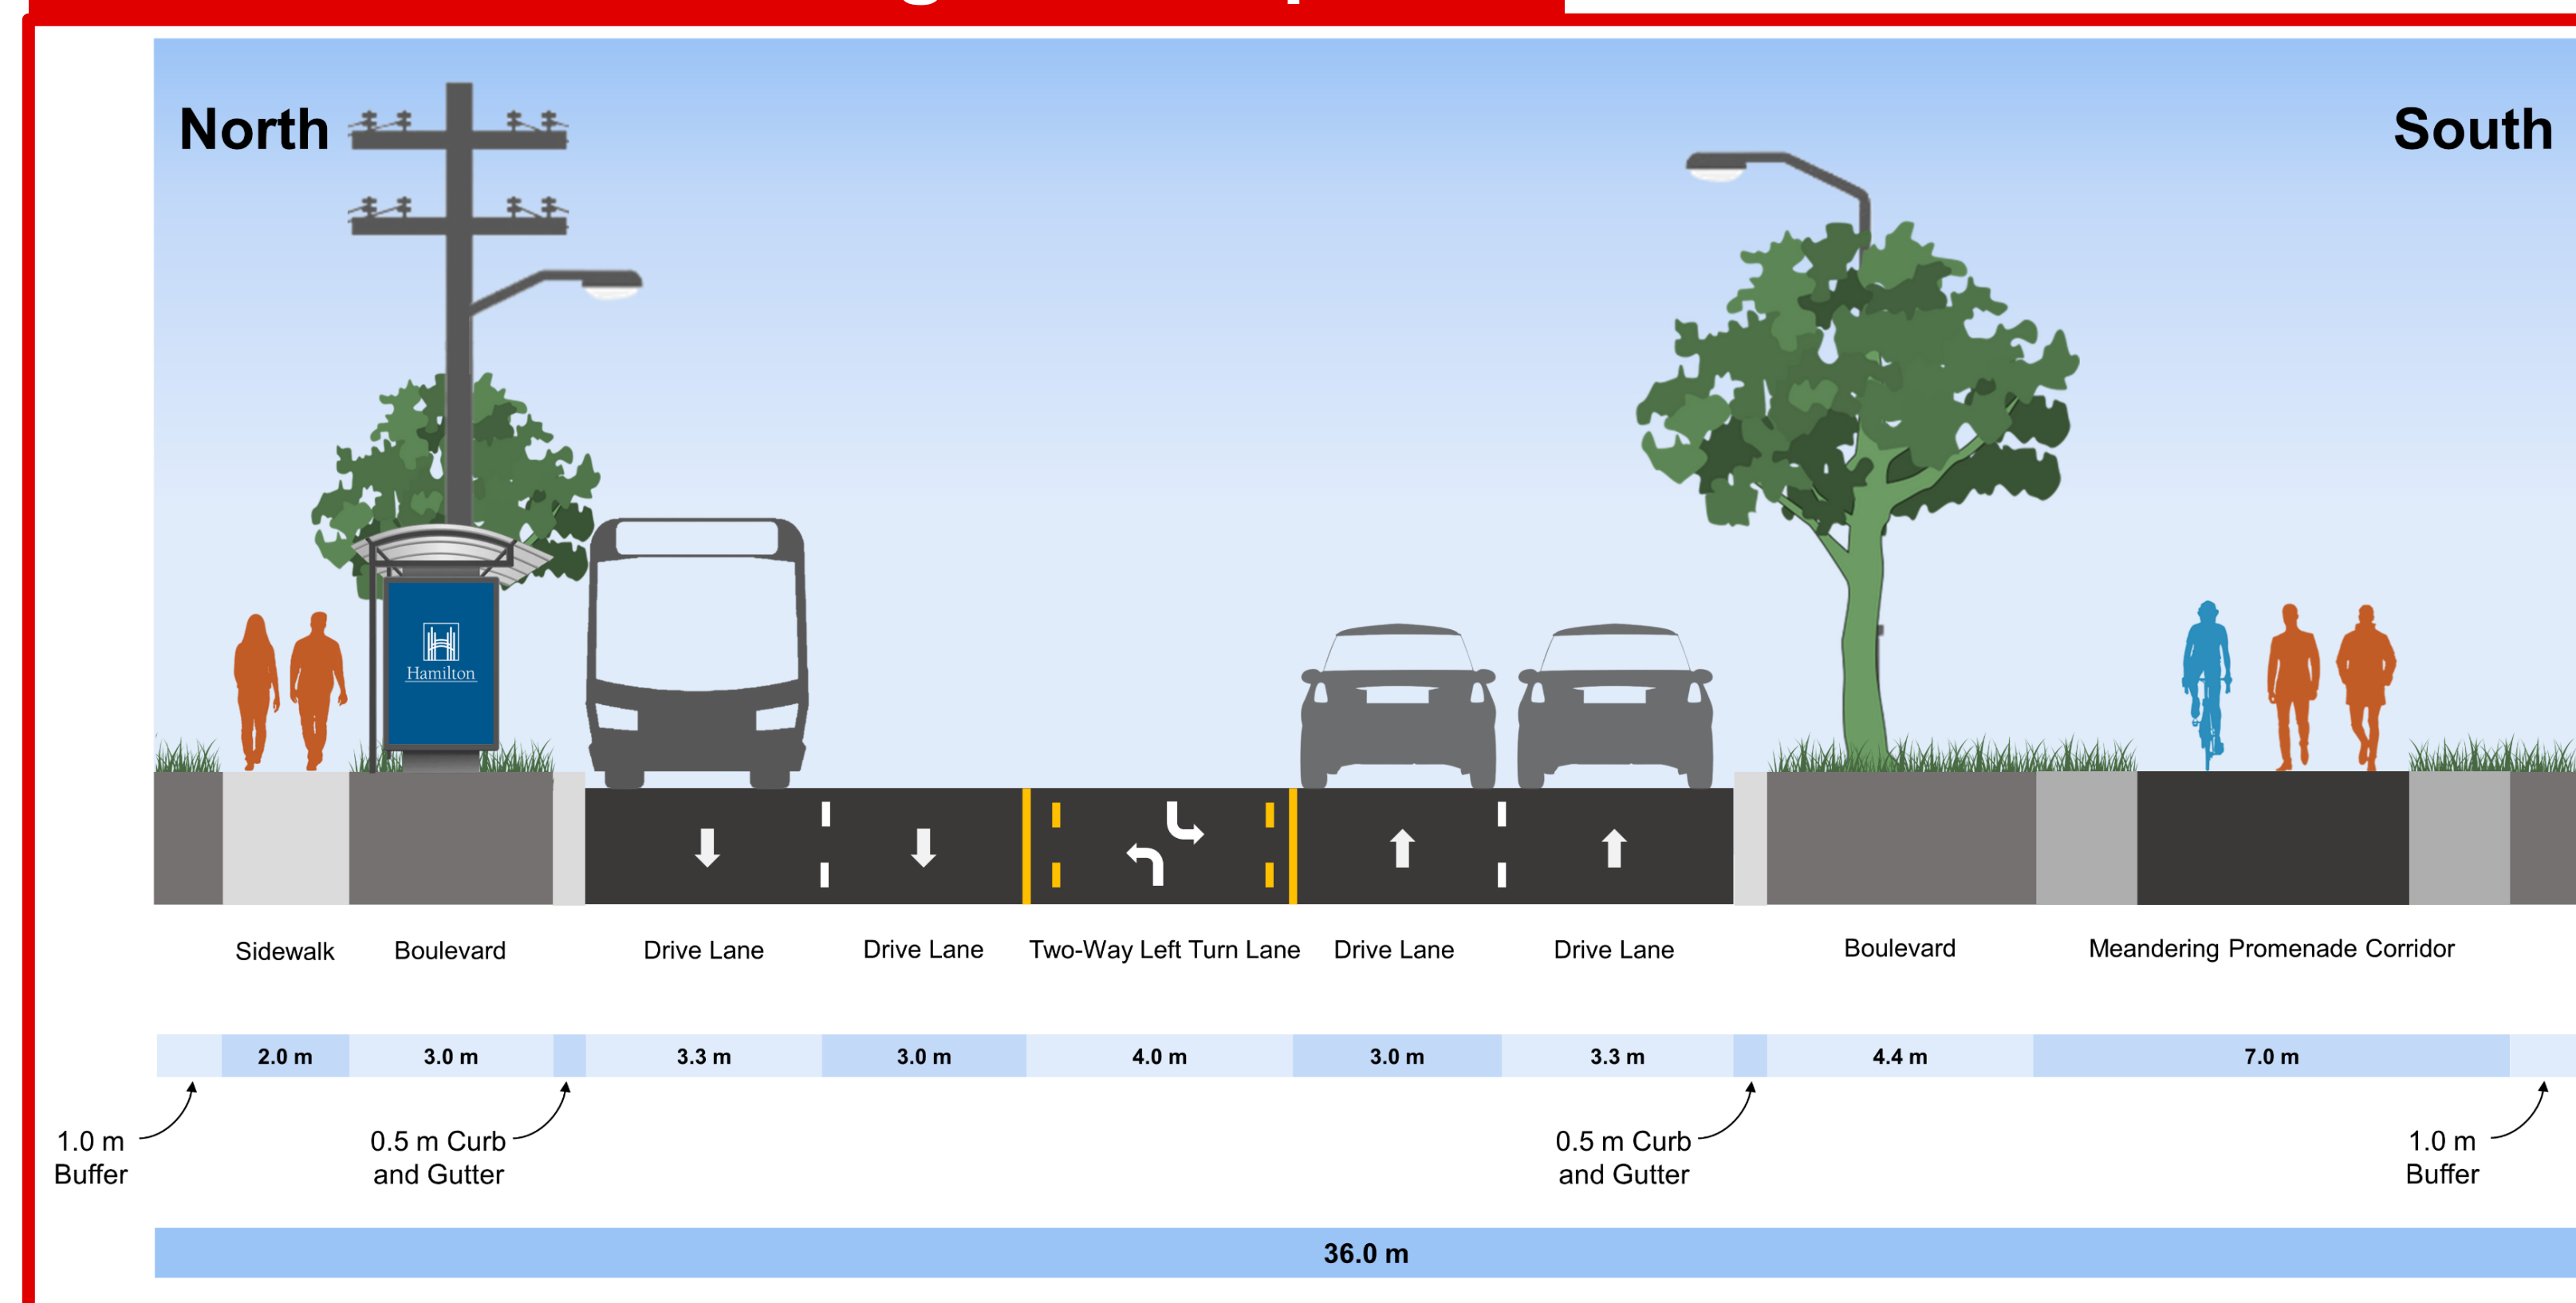 North
South
Hamilton
Sidewalk
Boulevard
Drive Lane
Drive Lane
Two-Way Left Turn Lane
Drive Lane
Drive Lane
Boulevard
Meandering Promenade Corridor
2.0 m
3.0 m
3.3 m
3.0 m
4.0 m
3.0 m
3.3 m
4.4 m
7.0 m
1.0 m
Buffer
0.5 m Curb
and Gutter
0.5 m Curb
and Gutter
1.0 m
Buffer
36.0 m